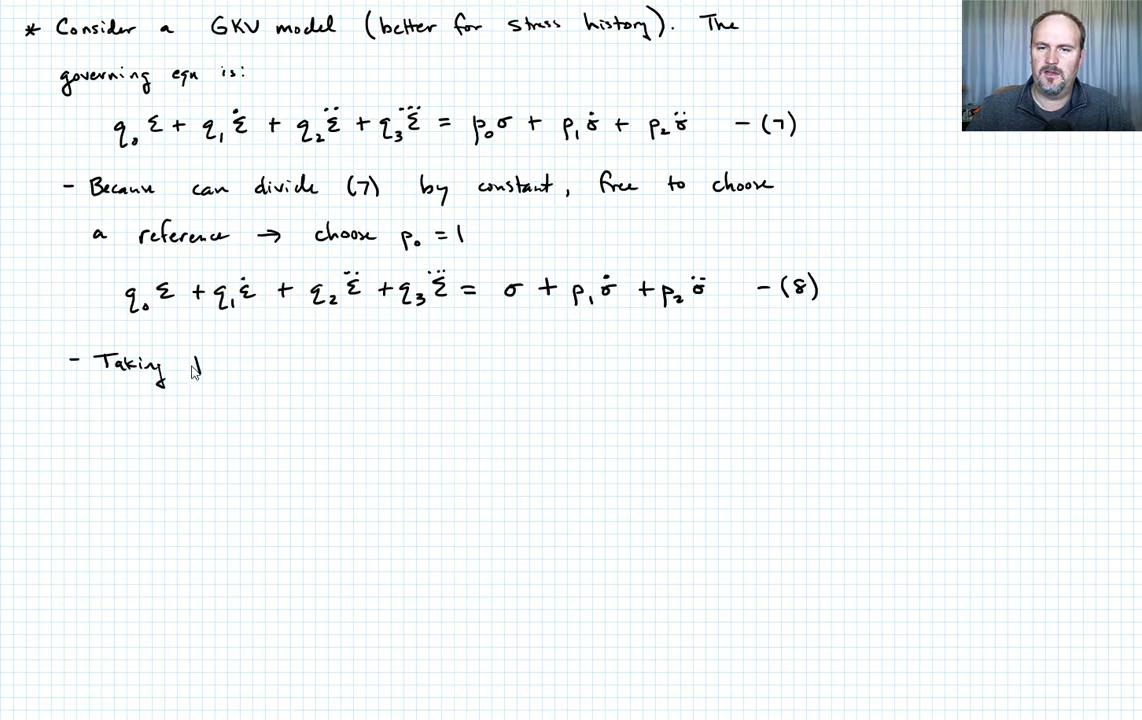 * Consider a GKV model (better for stress history). The
governing eqn is:
q₀ε + q₁ε̇ + q₂ε̈ + q₃ε⃛ = p₀σ + p₁σ̇ + p₂σ̈ - (7)
- Because can divide (7) by constant, free to choose
a reference → choose p₀ = 1
q₀ε + q₁ε̇ + q₂ε̈ + q₃ε⃛ = σ + p₁σ̇ + p₂σ̈ - (8)
- Taking